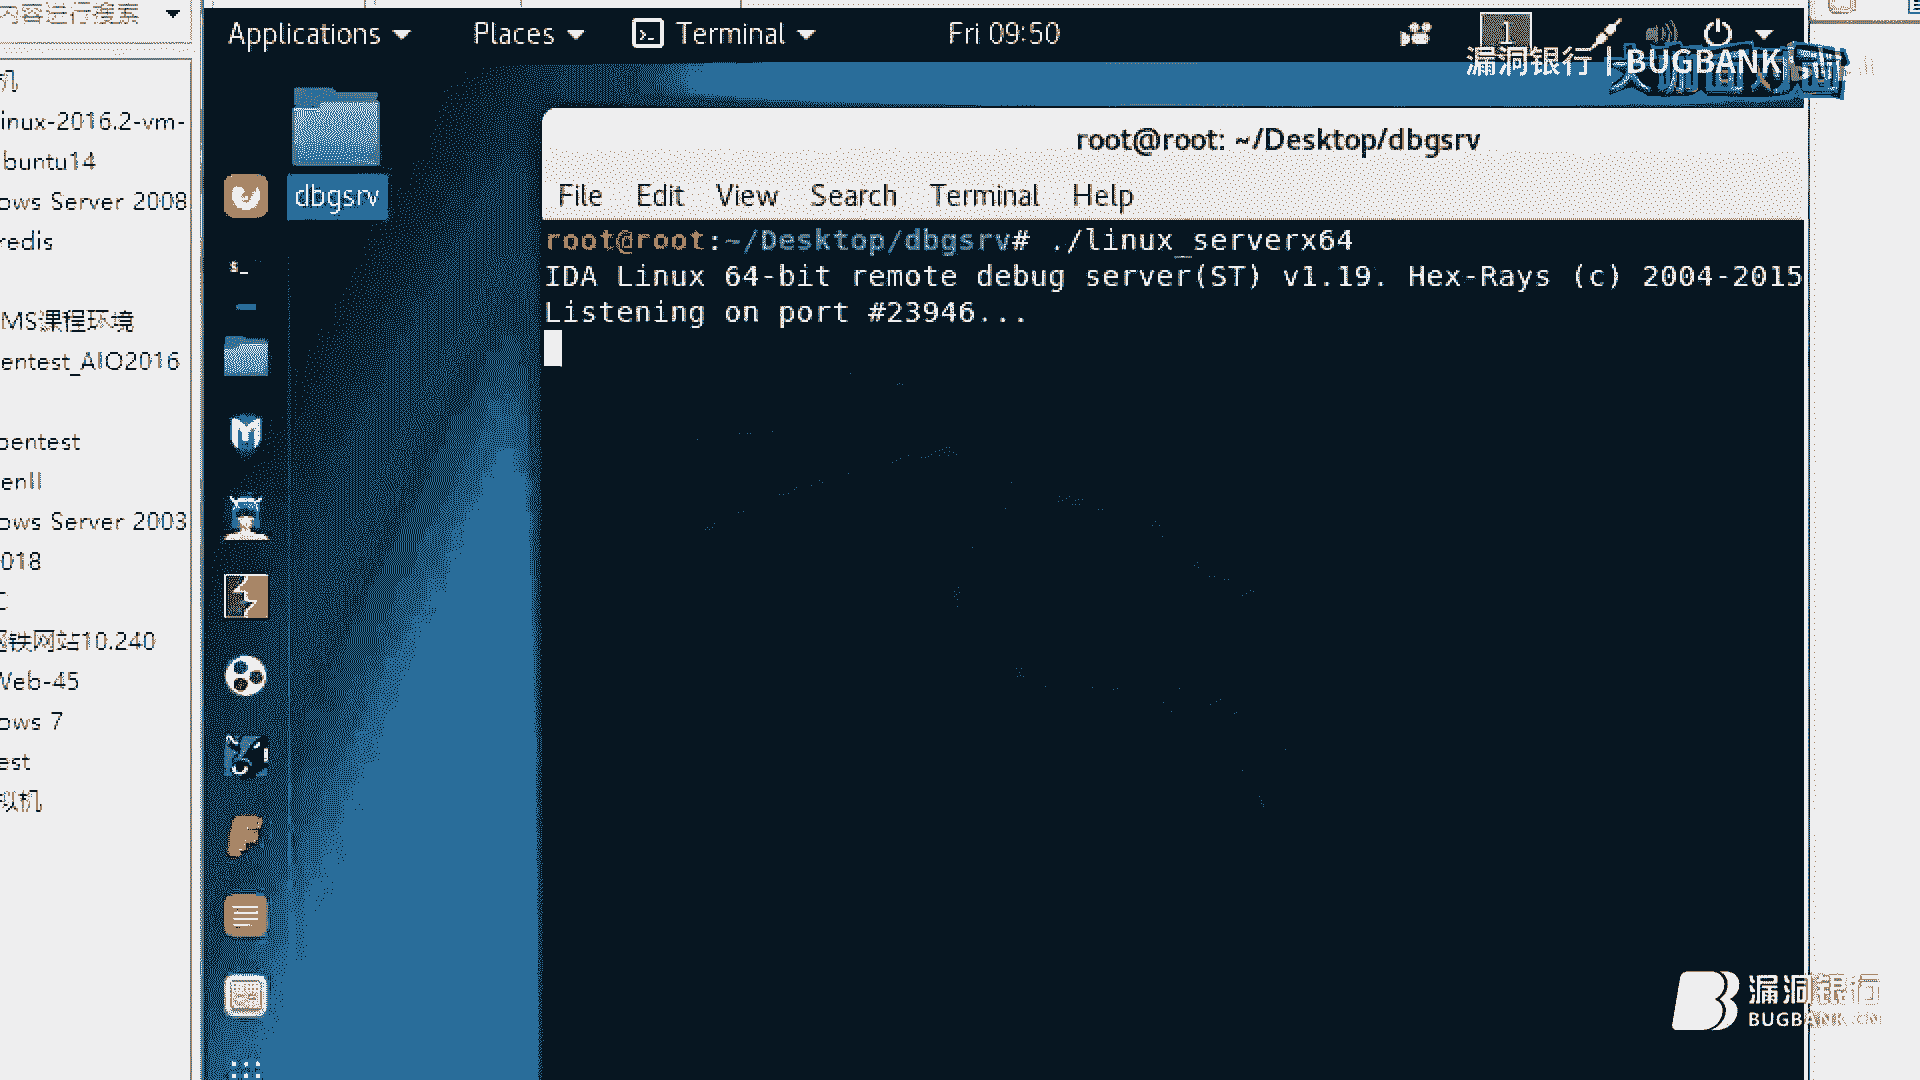 内容进行搜索
Applications
Places
Terminal
Fri 09:50
1
漏洞银行 | BUGBANK
机
inux-2016.2-vm-
buntu14
ows Server 2008
redis
MS课程环境
entest_AIO2016
pentest
enII
ows Server 2003
018
网站10.240
Web-45
ows 7
est
拟机
dbgsrv
root@root: ~/Desktop/dbgsrv
File Edit View Search Terminal Help
root@root:~/Desktop/dbgsrv# ./linux_serverx64
IDA Linux 64-bit remote debug server(ST) v1.19. Hex-Rays (c) 2004-2015
Listening on port #23946...
漏洞银行
BUGBANK.CN